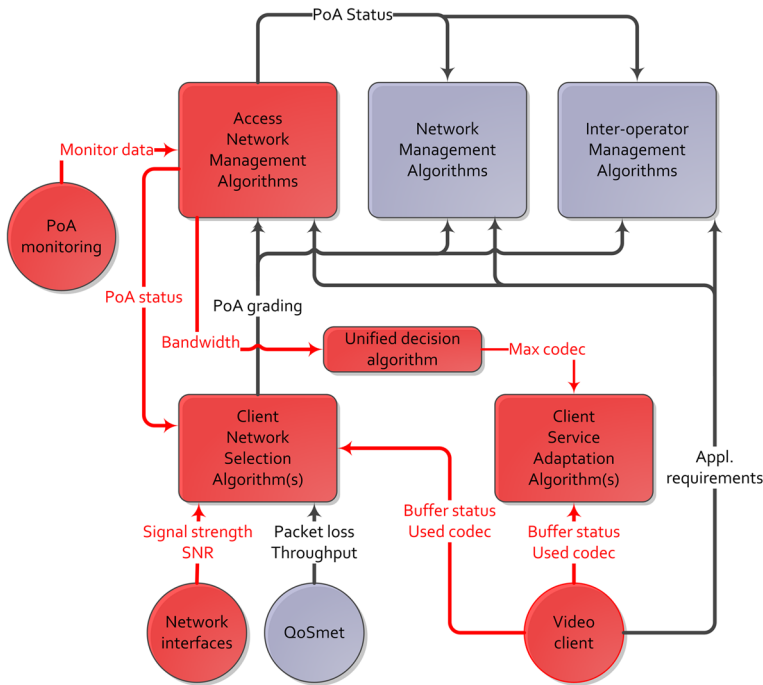 PoA Status
Access
Network
Management
Algorithms
Network
Management
Algorithms
Inter-operator
Management
Algorithms
Monitor data
PoA
monitoring
PoA status
PoA grading
Bandwidth
Unified decision
algorithm
Max codec
Client
Network
Selection
Algorithm(s)
Client
Service
Adaptation
Algorithm(s)
Appl.
requirements
Signal strength
SNR
Packet loss
Throughput
Buffer status
Used codec
Buffer status
Used codec
Network
interfaces
QoSmet
Video
client